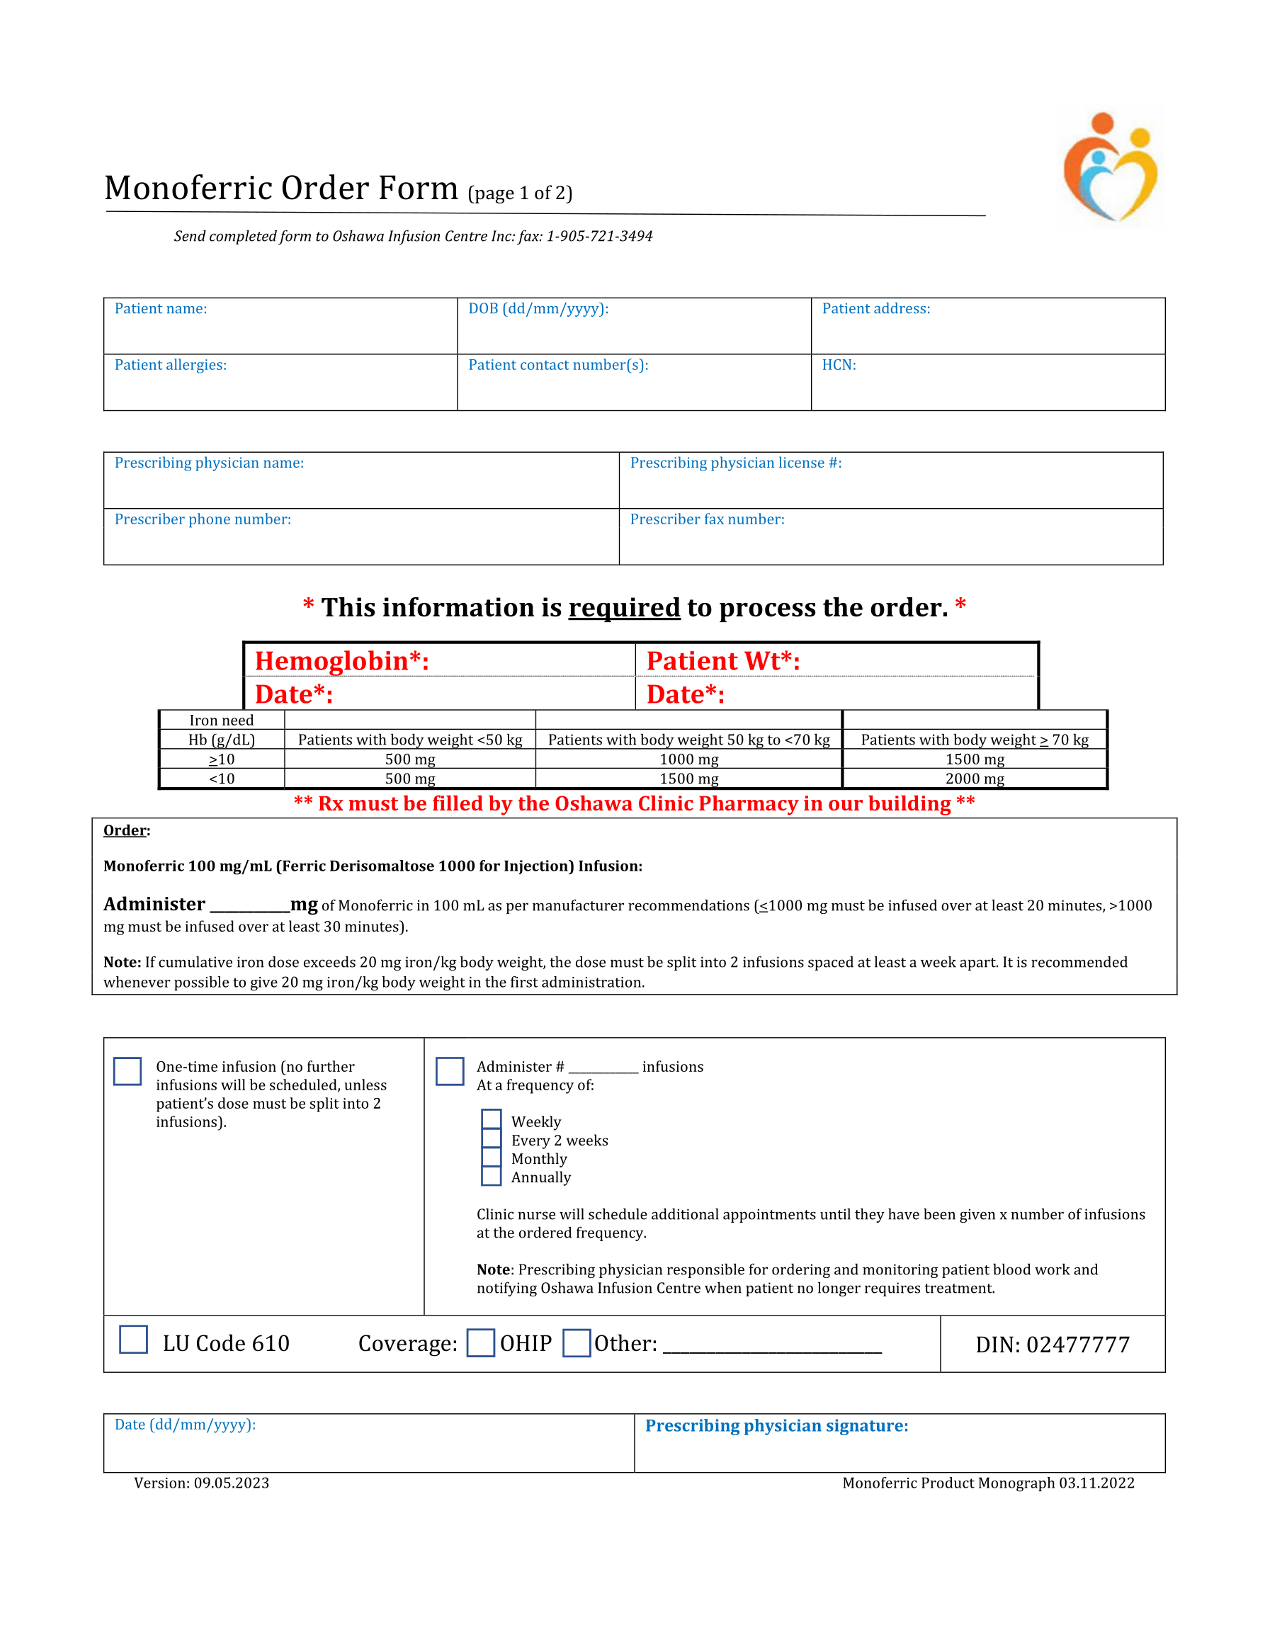 Monoferric Order Form (page 1 of 2)
Send completed form to Oshawa Infusion Centre Inc: fax: 1-905-721-3494
Patient name: DOB (dd/mm/yyyy): Patient address:
Patient allergies: Patient contact number(s): HCN:
Prescribing physician name: Prescribing physician license #:
Prescriber phone number: Prescriber fax number:
* This information is required to process the order. *
Hemoglobin*: Patient Wt*:
Date*: Date*:
Iron need
Hb (g/dL) Patients with body weight <50 kg Patients with body weight 50 kg to <70 kg Patients with body weight ≥ 70 kg
≥10 500 mg 1000 mg 1500 mg
<10 500 mg 1500 mg 2000 mg
** Rx must be filled by the Oshawa Clinic Pharmacy in our building **
Order:
Monoferric 100 mg/mL (Ferric Derisomaltose 1000 for Injection) Infusion:
Administer __________mg of Monoferric in 100 mL as per manufacturer recommendations (≤1000 mg must be infused over at least 20 minutes, >1000
mg must be infused over at least 30 minutes).
Note: If cumulative iron dose exceeds 20 mg iron/kg body weight, the dose must be split into 2 infusions spaced at least a week apart. It is recommended
whenever possible to give 20 mg iron/kg body weight in the first administration.
One-time infusion (no further
infusions will be scheduled, unless
patient's dose must be split into 2
infusions).
Administer # __________ infusions
At a frequency of:
Weekly
Every 2 weeks
Monthly
Annually
Clinic nurse will schedule additional appointments until they have been given x number of infusions
at the ordered frequency.
Note: Prescribing physician responsible for ordering and monitoring patient blood work and
notifying Oshawa Infusion Centre when patient no longer requires treatment.
LU Code 610 Coverage: OHIP Other: ____________________ DIN: 02477777
Date (dd/mm/yyyy): Prescribing physician signature:
Version: 09.05.2023 Monoferric Product Monograph 03.11.2022